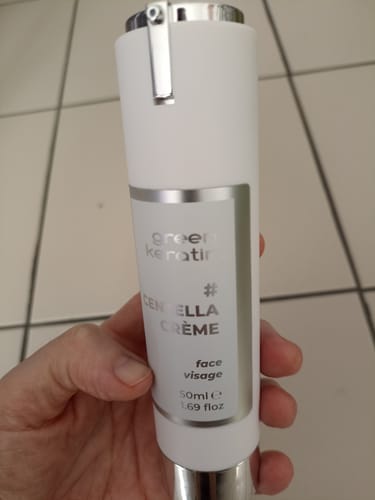 green
keratin
#
CENTELLA
CRÈME
face
visage
50ml ℮
1.69 floz